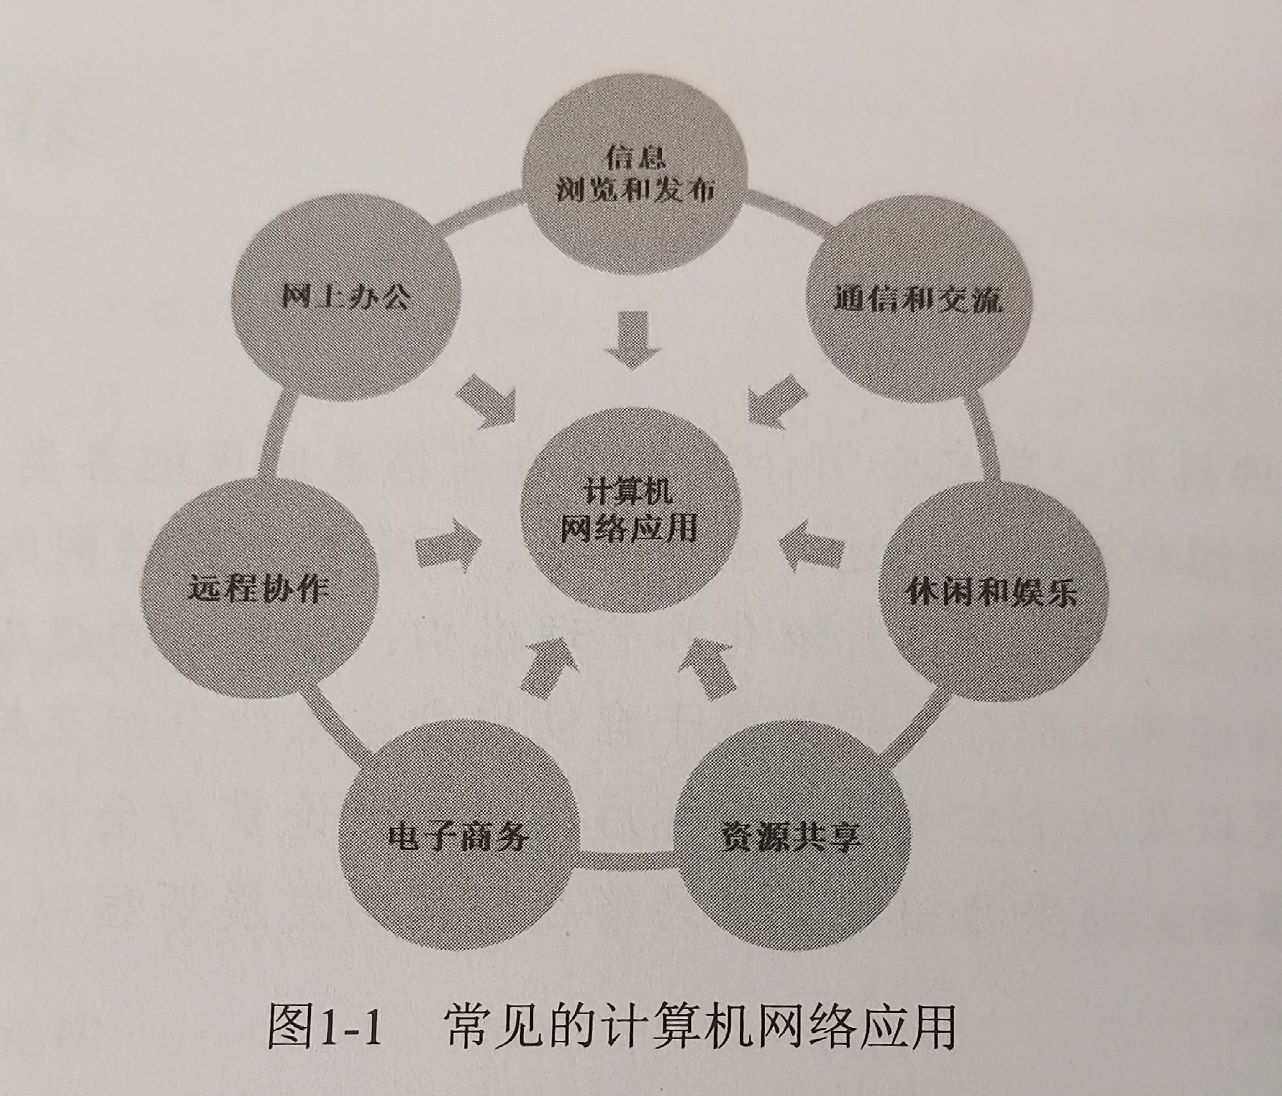 信息
浏览和发布
网上办公
通信和交流
计算机
网络应用
远程协作
休闲和娱乐
电子商务
资源共享
图1-1 常见的计算机网络应用